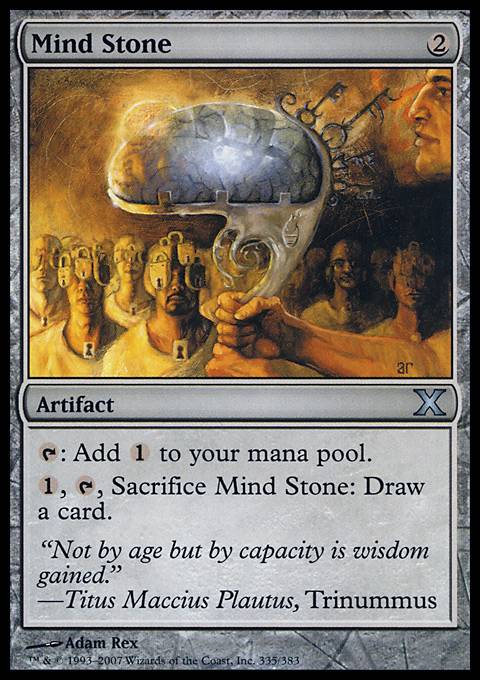 Mind Stone 2
ar
Artifact X
: Add 1 to your mana pool.
1, , Sacrifice Mind Stone: Draw
a card.
“Not by age but by capacity is wisdom
gained.”
—Titus Maccius Plautus, Trinummus
Adam Rex
™ & © 1993–2007 Wizards of the Coast, Inc. 335/383